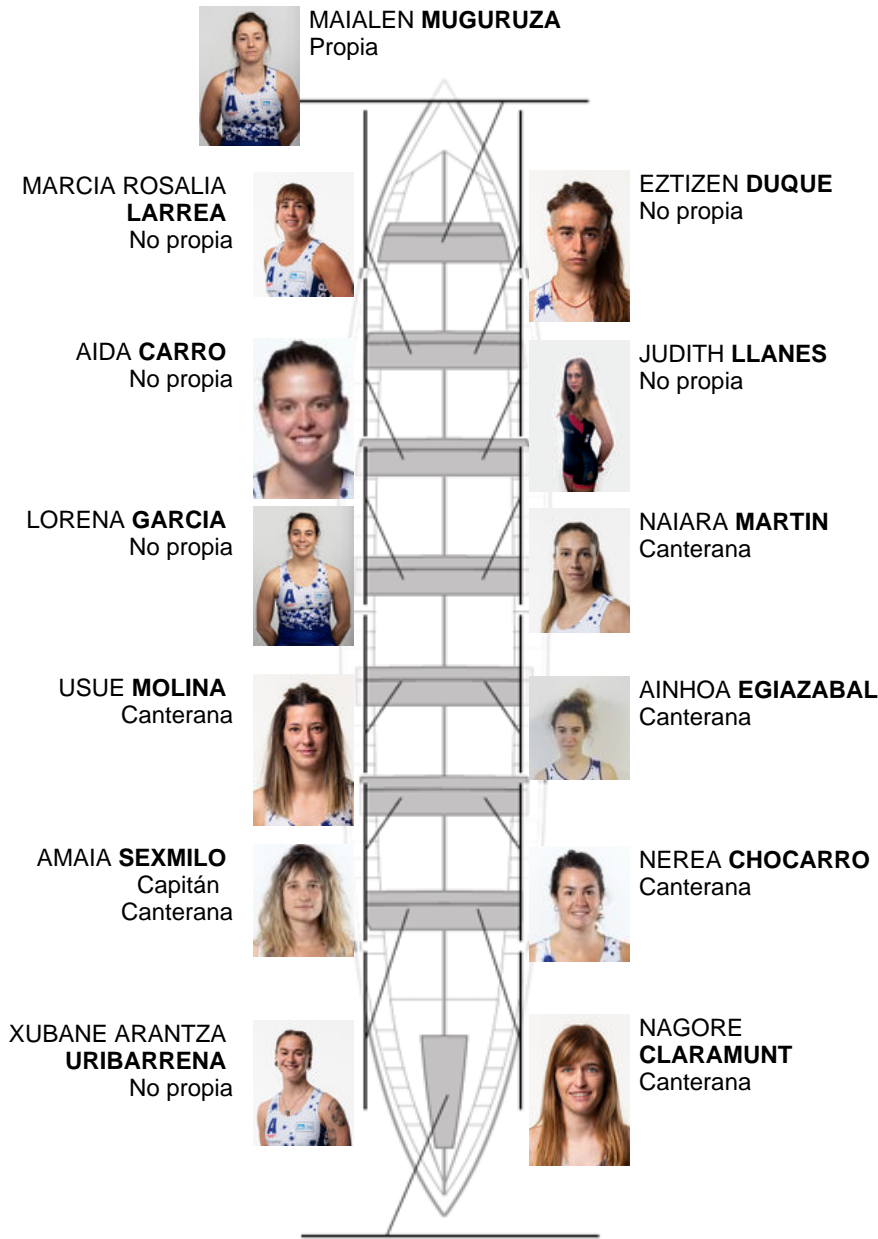 MAIALEN MUGURUZA
Propia
MARCIA ROSALIA
LARREA
No propia
EZTIZEN DUQUE
No propia
AIDA CARRO
No propia
JUDITH LLANES
No propia
LORENA GARCIA
No propia
NAIARA MARTIN
Canterana
USUE MOLINA
Canterana
AINHOA EGIAZABAL
Canterana
AMAIA SEXMILO
Capitán
Canterana
NEREA CHOCARRO
Canterana
XUBANE ARANTZA
URIBARRENA
No propia
NAGORE
CLARAMUNT
Canterana